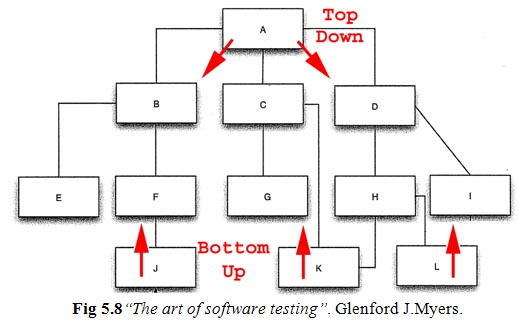 A
Top
Down
B
C
D
E
F
G
H
I
Bottom
Up
J
K
L
Fig 5.8 “The art of software testing”. Glenford J.Myers.